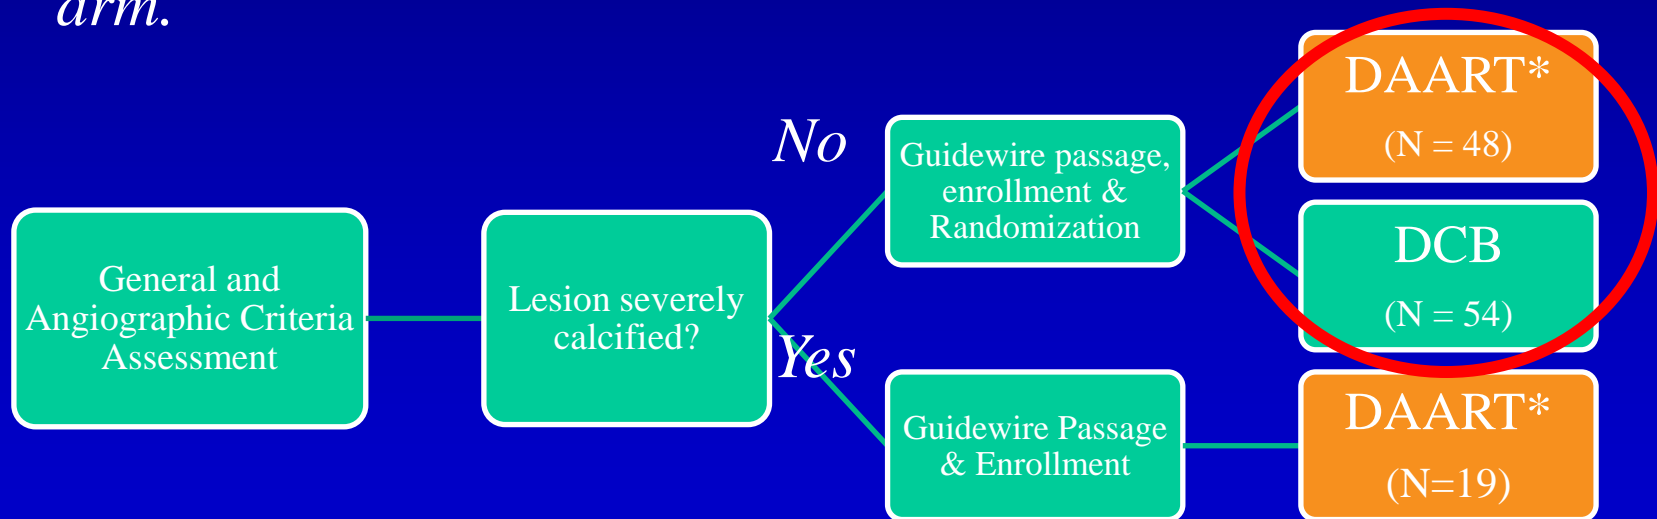 arm.
General and
Angiographic Criteria
Assessment
Lesion severely
calcified?
No
Yes
Guidewire passage,
enrollment &
Randomization
Guidewire Passage
& Enrollment
DAART*
(N = 48)
DCB
(N = 54)
DAART*
(N=19)